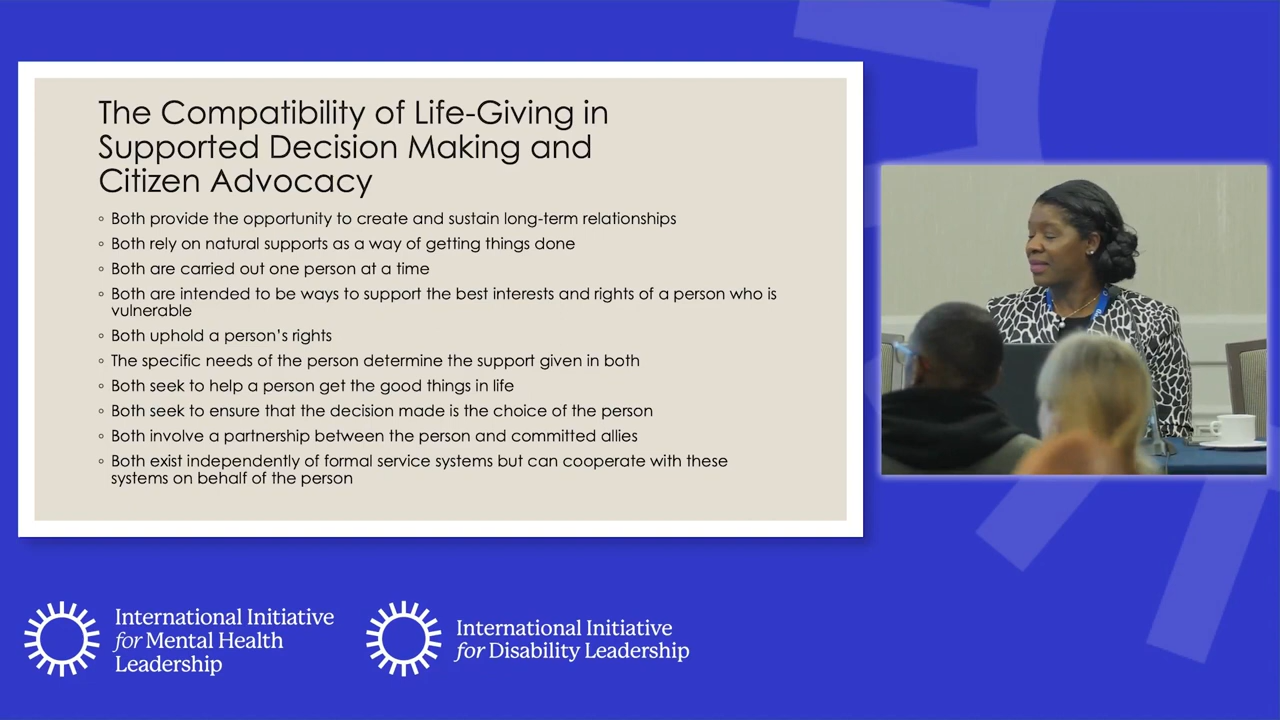 The Compatibility of Life-Giving in
Supported Decision Making and
Citizen Advocacy
◦ Both provide the opportunity to create and sustain long-term relationships
◦ Both rely on natural supports as a way of getting things done
◦ Both are carried out one person at a time
◦ Both are intended to be ways to support the best interests and rights of a person who is
vulnerable
◦ Both uphold a person's rights
◦ The specific needs of the person determine the support given in both
◦ Both seek to help a person get the good things in life
◦ Both seek to ensure that the decision made is the choice of the person
◦ Both involve a partnership between the person and committed allies
◦ Both exist independently of formal service systems but can cooperate with these
systems on behalf of the person
International Initiative
for Mental Health
Leadership
International Initiative
for Disability Leadership